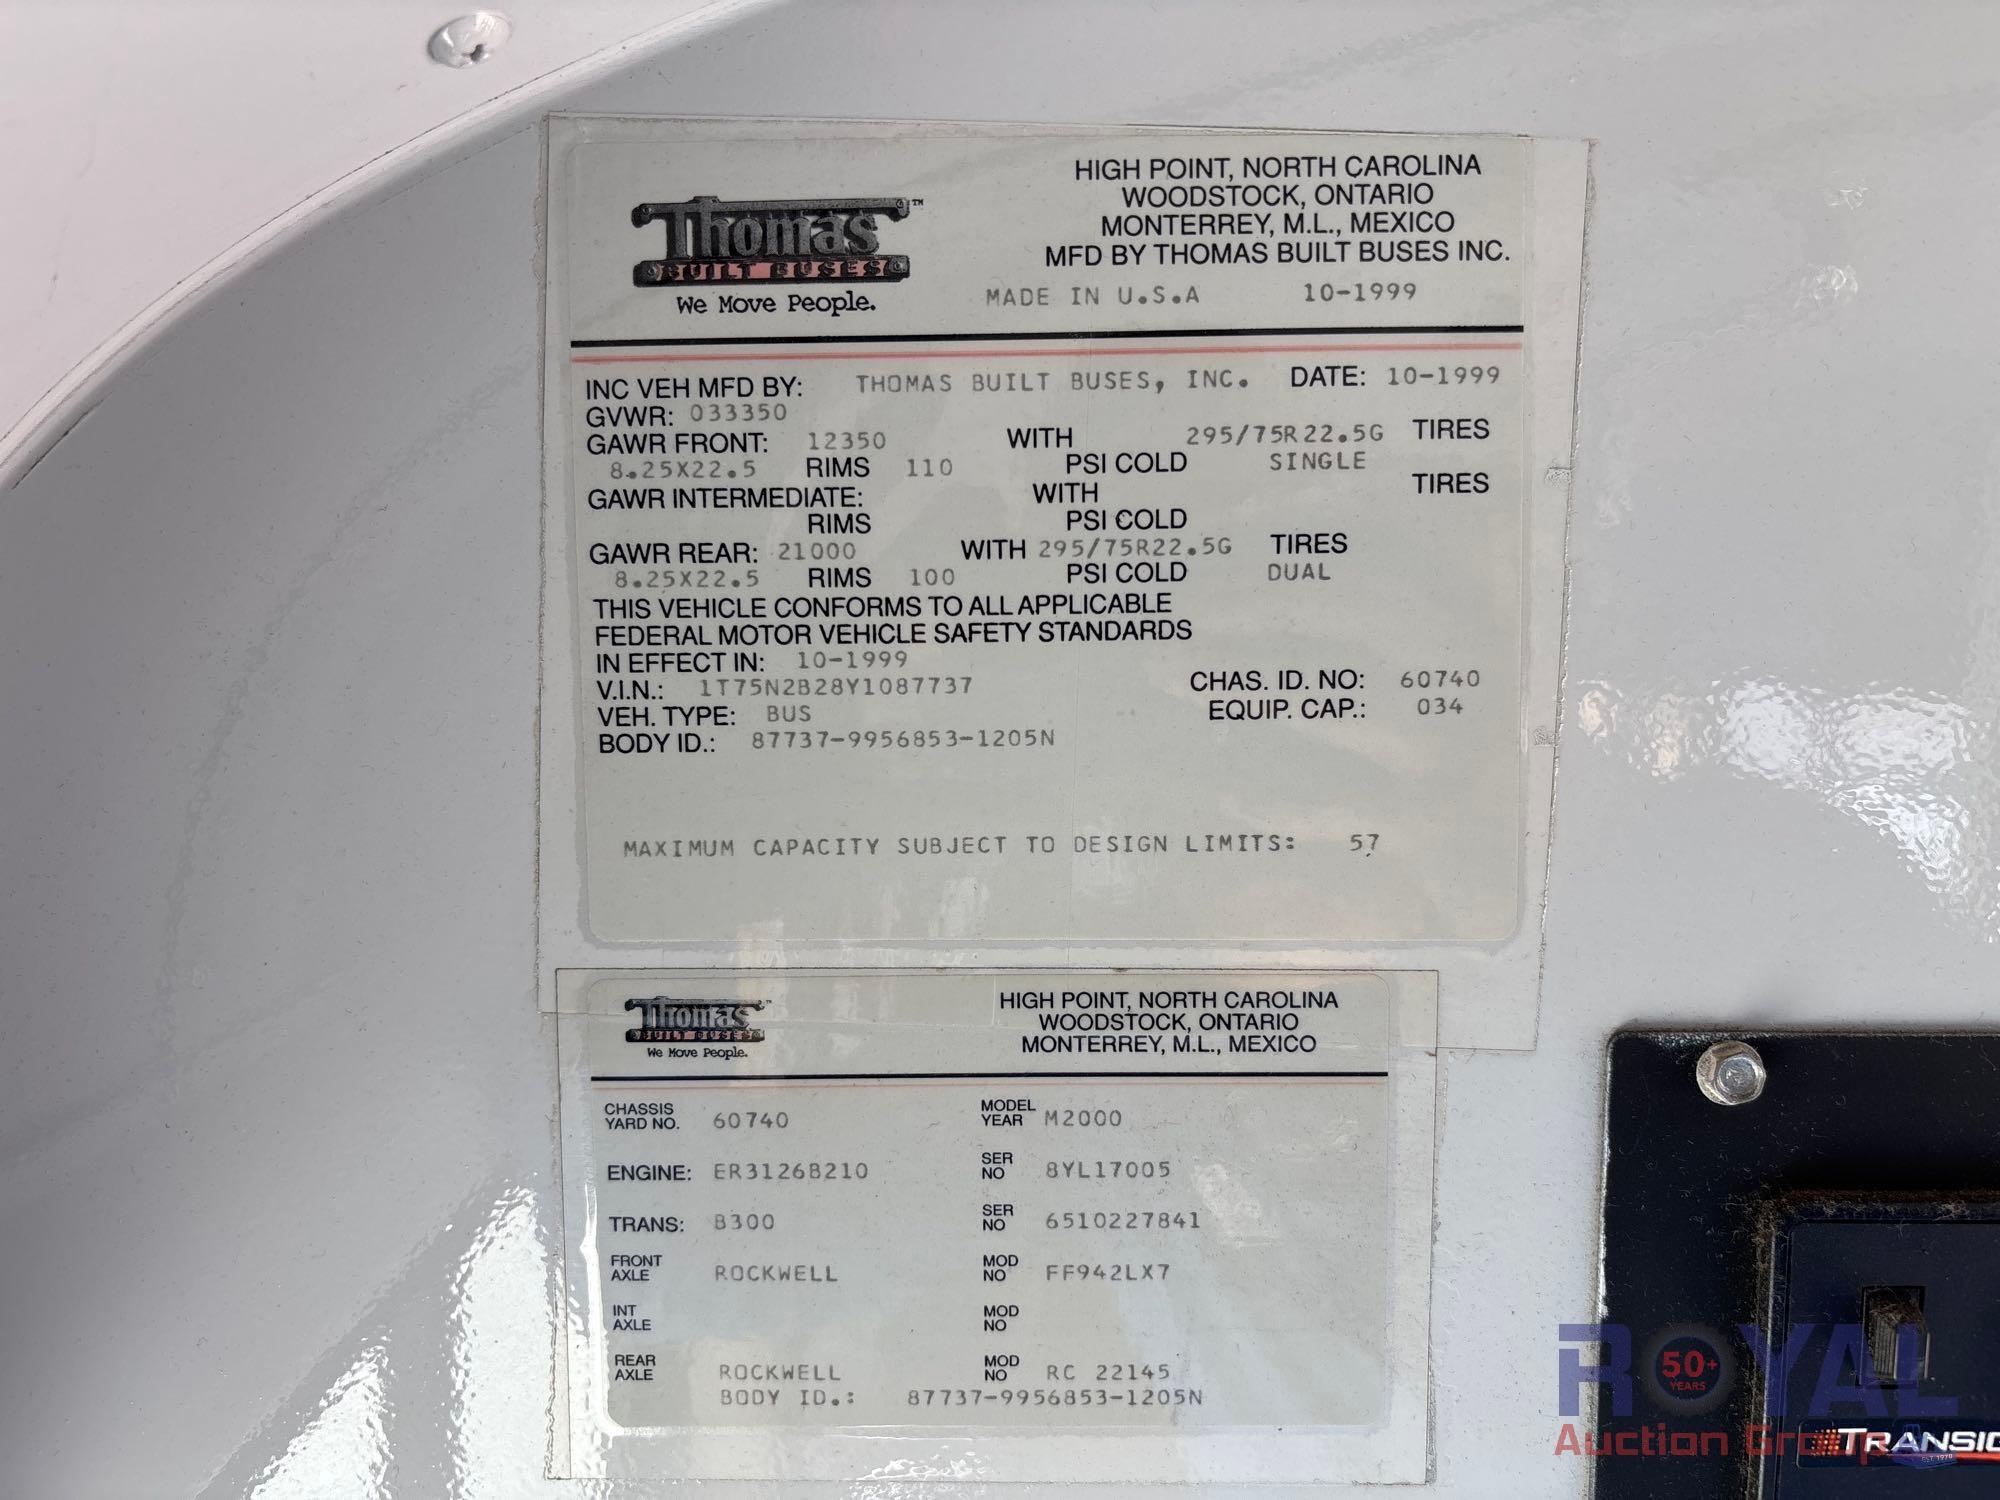 Thomas ™
BUILT BUSES
We Move People.
HIGH POINT, NORTH CAROLINA
WOODSTOCK, ONTARIO
MONTERREY, M.L., MEXICO
MFD BY THOMAS BUILT BUSES INC.
MADE IN U.S.A 10-1999
INC VEH MFD BY: THOMAS BUILT BUSES, INC. DATE: 10-1999
GVWR: 033350
GAWR FRONT: 12350 WITH 295/75R22.5G TIRES
8.25X22.5 RIMS 110 PSI COLD SINGLE
GAWR INTERMEDIATE: WITH TIRES
RIMS PSI COLD
GAWR REAR: 21000 WITH 295/75R22.5G TIRES
8.25X22.5 RIMS 100 PSI COLD DUAL
THIS VEHICLE CONFORMS TO ALL APPLICABLE
FEDERAL MOTOR VEHICLE SAFETY STANDARDS
IN EFFECT IN: 10-1999
V.I.N.: 1T75N2B28Y1087737 CHAS. ID. NO: 60740
VEH. TYPE: BUS EQUIP. CAP.: 034
BODY ID.: 87737-9956853-1205N
MAXIMUM CAPACITY SUBJECT TO DESIGN LIMITS: 57
Thomas ™
BUILT BUSES
We Move People.
HIGH POINT, NORTH CAROLINA
WOODSTOCK, ONTARIO
MONTERREY, M.L., MEXICO
CHASSIS YARD NO. 60740 MODEL YEAR M2000
ENGINE: ER3126B210 SER NO 8YL17005
TRANS: B300 SER NO 6510227841
FRONT AXLE ROCKWELL MOD NO FF942LX7
INT AXLE MOD NO
REAR AXLE ROCKWELL MOD NO RC 22145
BODY ID.: 87737-9956853-1205N
ROYAL
50+ YEARS
Auction Group
EST. 1970
TRANSIG